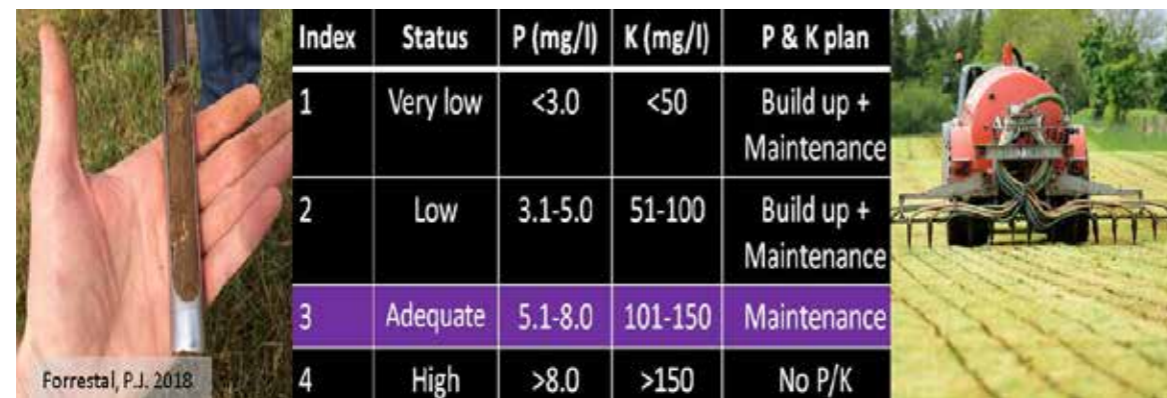 Index Status P (mg/l) K (mg/l) P & K plan
1 Very low <3.0 <50 Build up +
Maintenance
2 Low 3.1-5.0 51-100 Build up +
Maintenance
3 Adequate 5.1-8.0 101-150 Maintenance
4 High >8.0 >150 No P/K
Forrestal, P.J. 2018